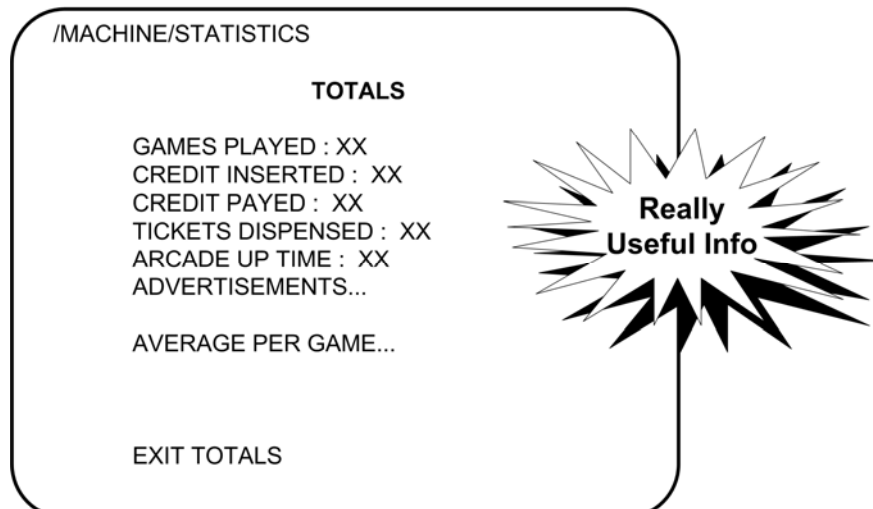 /MACHINE/STATISTICS
TOTALS
GAMES PLAYED : XX
CREDIT INSERTED :  XX
CREDIT PAYED :  XX
TICKETS DISPENSED :  XX
ARCADE UP TIME :  XX
ADVERTISEMENTS...
AVERAGE PER GAME...
EXIT TOTALS
Really
Useful Info